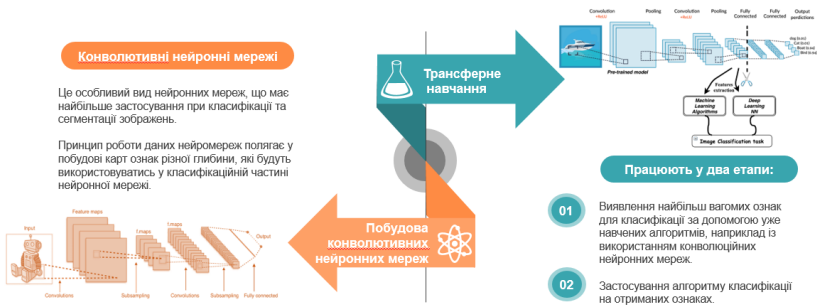 Конволютивні нейронні мережі
Це особливий вид нейронних мереж, що має
найбільше застосування при класифікації та
сегментації зображень.
Принцип роботи даних нейромереж полягає у
побудові карт ознак різної глибини, які будуть
використовуватись у класифікаційній частині
нейронної мережі.
Input
Feature maps
f.maps
f.maps
Output
Convolutions
Subsampling
Convolutions
Subsampling
Fully connected
Трансферне
навчання
Побудова
конволютивних
нейронних мереж
Convolution
Pooling
Convolution
Pooling
Fully
Connected
Fully
Connected
Output
Pre-trained model
Feature
extraction
Machine
Learning
Algorithms
Deep
Learning
NN
Image Classification task
Працюють у два етапи:
01
Виявлення найбільш вагомих ознак
для класифікації за допомогою уже
навчених алгоритмів, наприклад із
використанням конволюційних
нейронних мереж.
02
Застосування алгоритму класифікації
на отриманих ознаках.